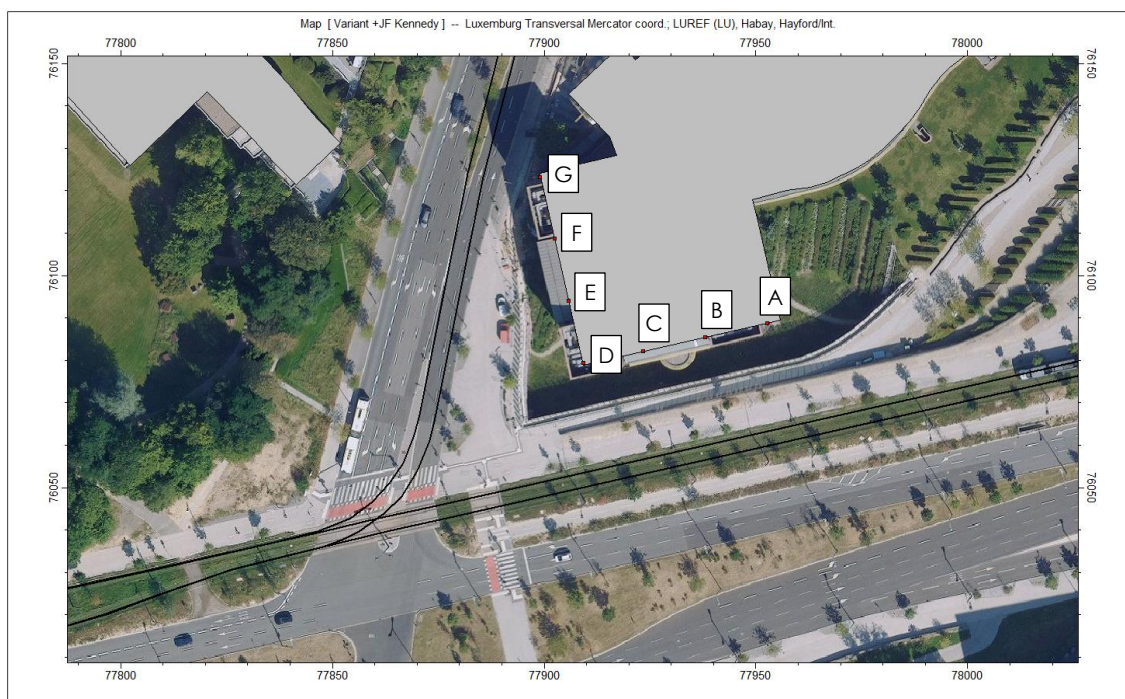 Map [ Variant +JF Kennedy ] -- Luxemburg Transversal Mercator coord.; LUREF (LU), Habay, Hayford/Int.
77800 77850 77900 77950 78000
76150 76150
G
F
76100 76100
E
A
B
C
D
76050 76050
77800 77850 77900 77950 78000